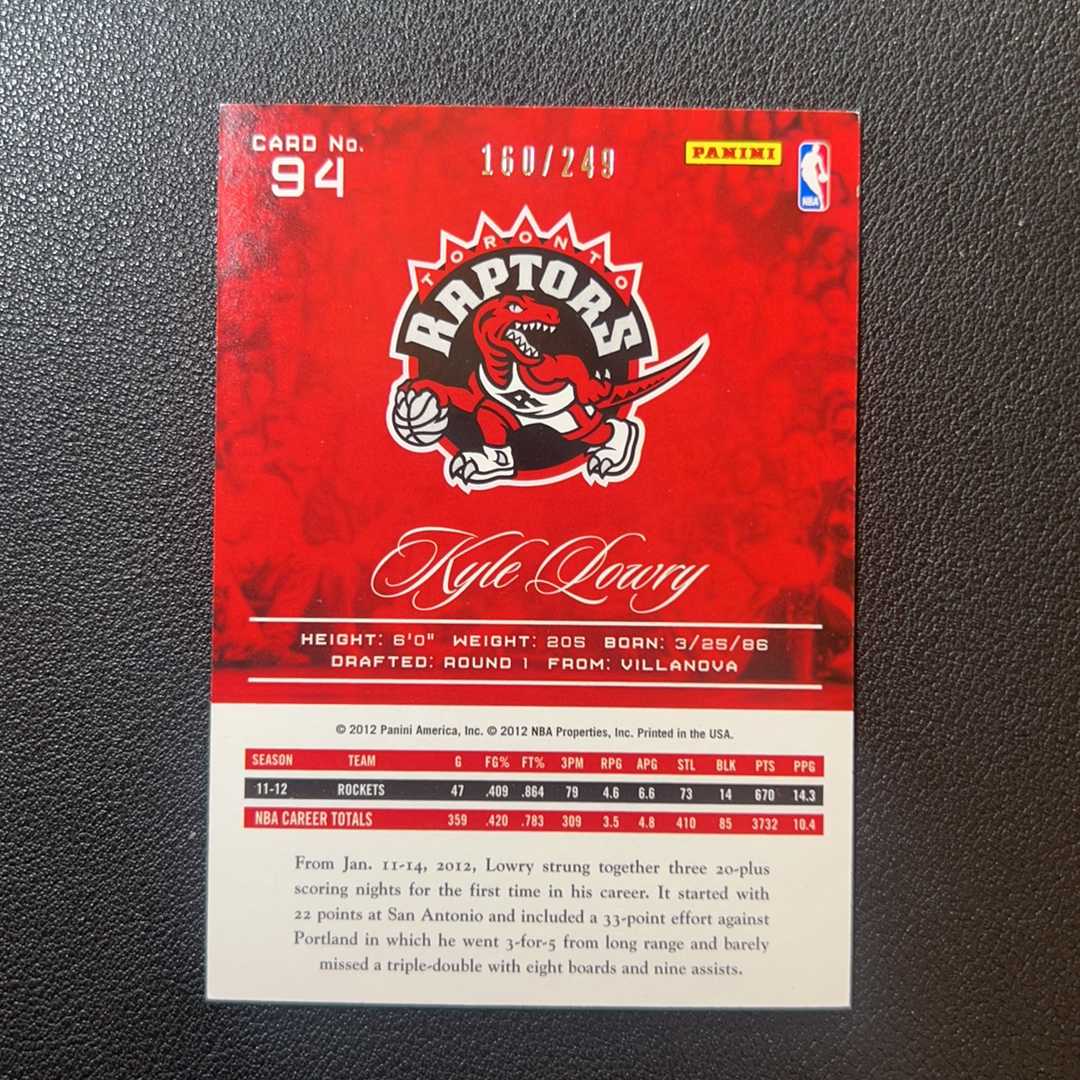 CARD No.
94
160/249
PANINI
NBA
TORONTO
RAPTORS
Kyle Lowry
HEIGHT: 6'0" WEIGHT: 205 BORN: 3/25/86
DRAFTED: ROUND 1 FROM: VILLANOVA
© 2012 Panini America, Inc. © 2012 NBA Properties, Inc. Printed in the USA.
SEASON TEAM G FG% FT% 3PM RPG APG STL BLK PTS PPG
11-12 ROCKETS 47 .409 .864 79 4.6 6.6 73 14 670 14.3
NBA CAREER TOTALS 359 .420 .783 309 3.5 4.8 410 85 3732 10.4
From Jan. 11-14, 2012, Lowry strung together three 20-plus
scoring nights for the first time in his career. It started with
22 points at San Antonio and included a 33-point effort against
Portland in which he went 3-for-5 from long range and barely
missed a triple-double with eight boards and nine assists.